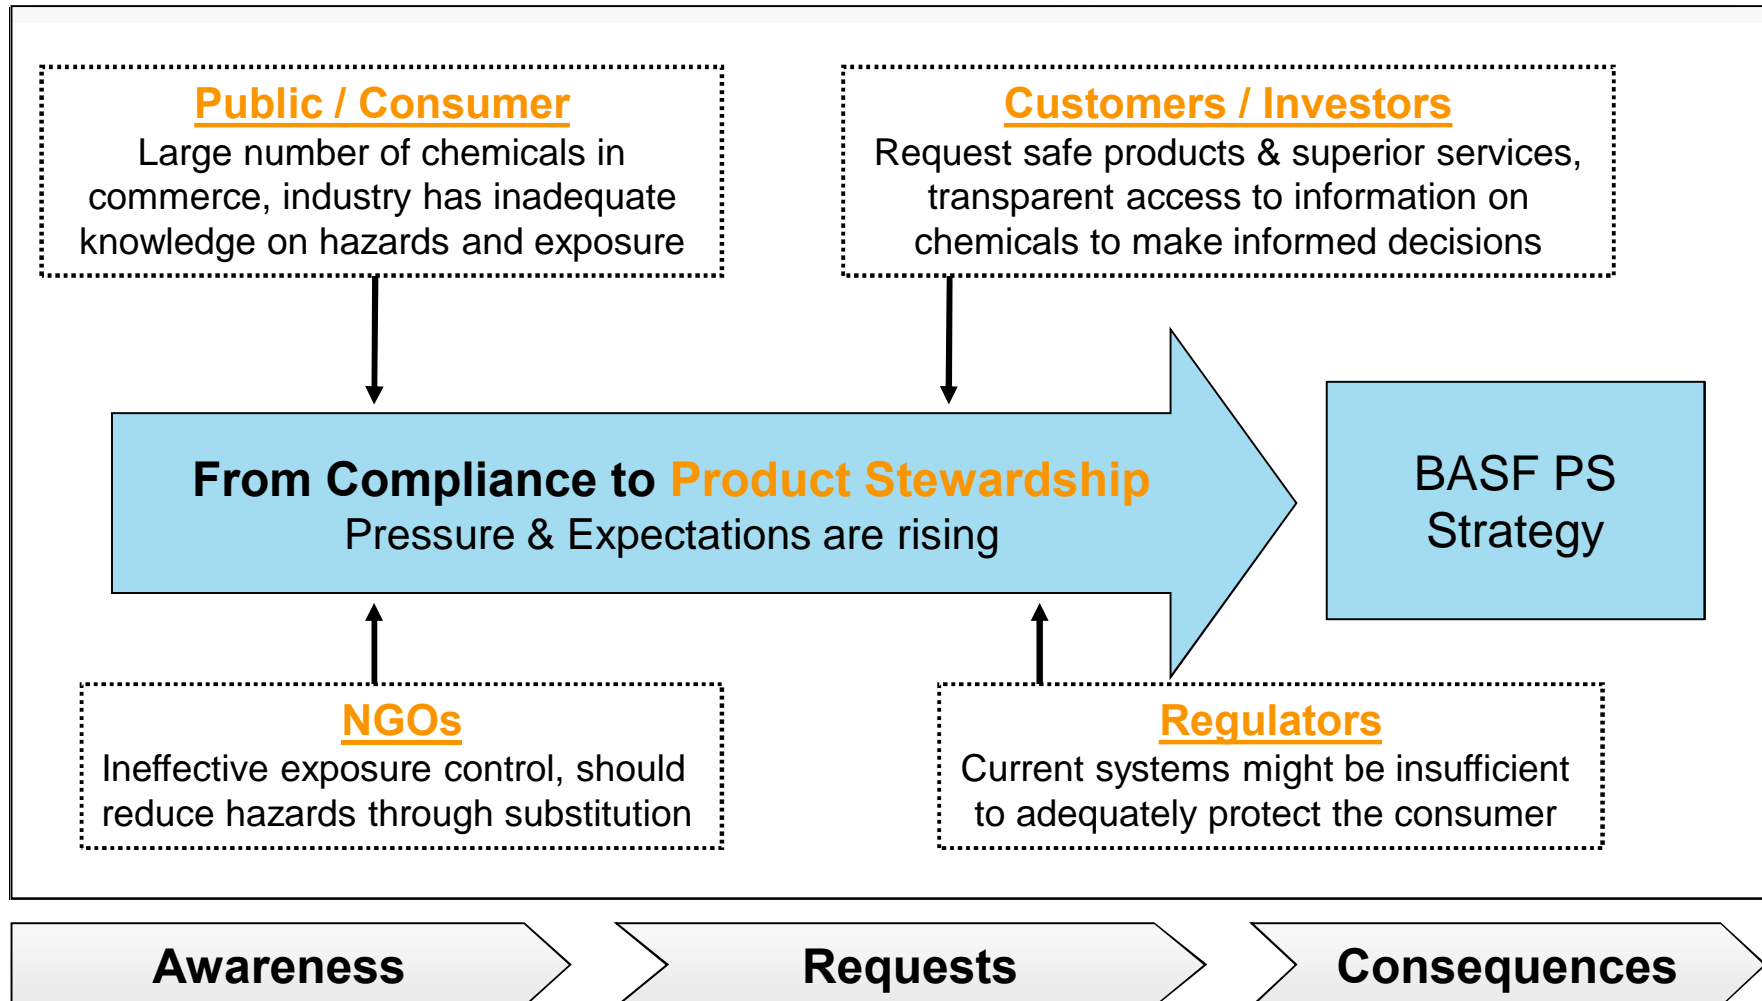 Public / Consumer
Large number of chemicals in
commerce, industry has inadequate
knowledge on hazards and exposure
Customers / Investors
Request safe products & superior services,
transparent access to information on
chemicals to make informed decisions
From Compliance to Product Stewardship
Pressure & Expectations are rising
BASF PS
Strategy
NGOs
Ineffective exposure control, should
reduce hazards through substitution
Regulators
Current systems might be insufficient
to adequately protect the consumer
Awareness
Requests
Consequences